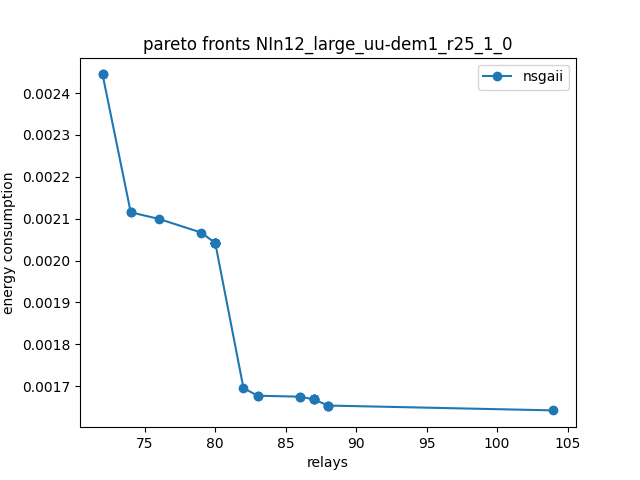 pareto fronts NIn12_large_uu-dem1_r25_1_0
nsgaii
energy consumption
0.0024
0.0023
0.0022
0.0021
0.0020
0.0019
0.0018
0.0017
75 80 85 90 95 100 105
relays